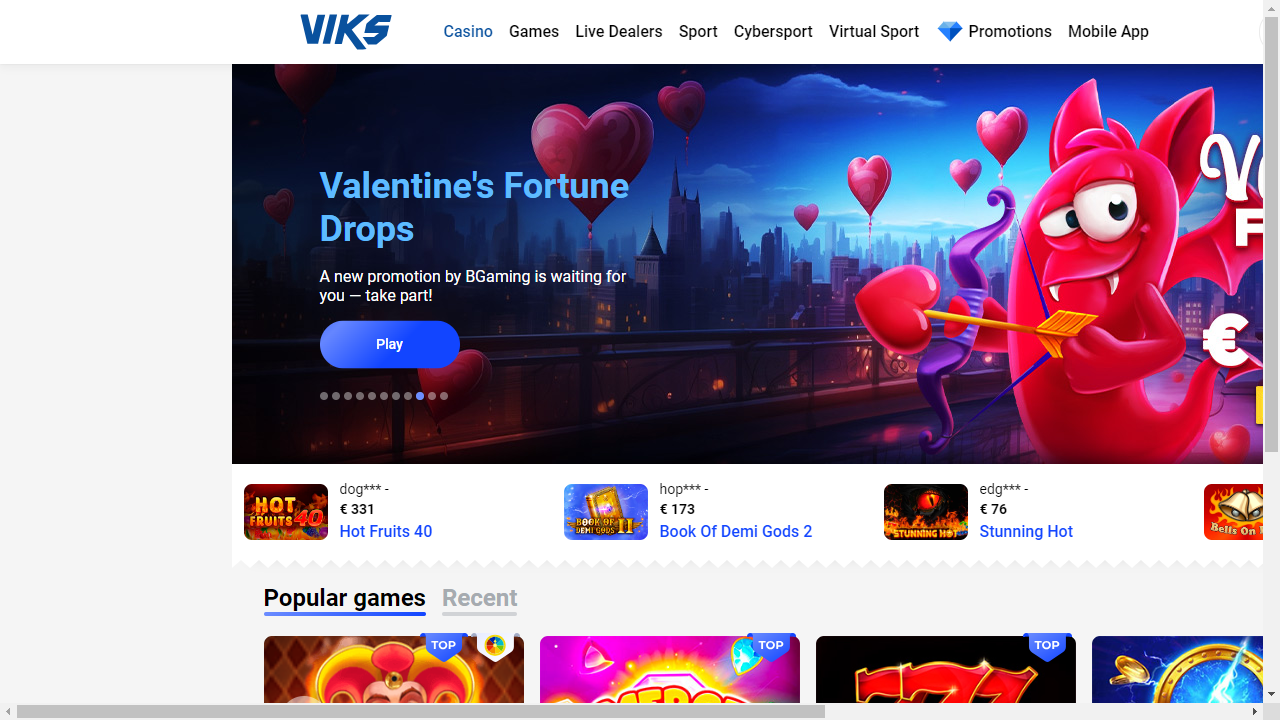 VIKS
Casino Games Live Dealers Sport Cybersport Virtual Sport Promotions Mobile App
Valentine's Fortune
Drops
A new promotion by BGaming is waiting for
you — take part!
Play
€
dog*** -
€ 331
Hot Fruits 40
HOT
FRUITS 40
hop*** -
€ 173
Book Of Demi Gods 2
BOOK OF
DEMI GODS II
edg*** -
€ 76
Stunning Hot
STUNNING HOT
Bells On
Popular games Recent
TOP
TOP
TOP
777